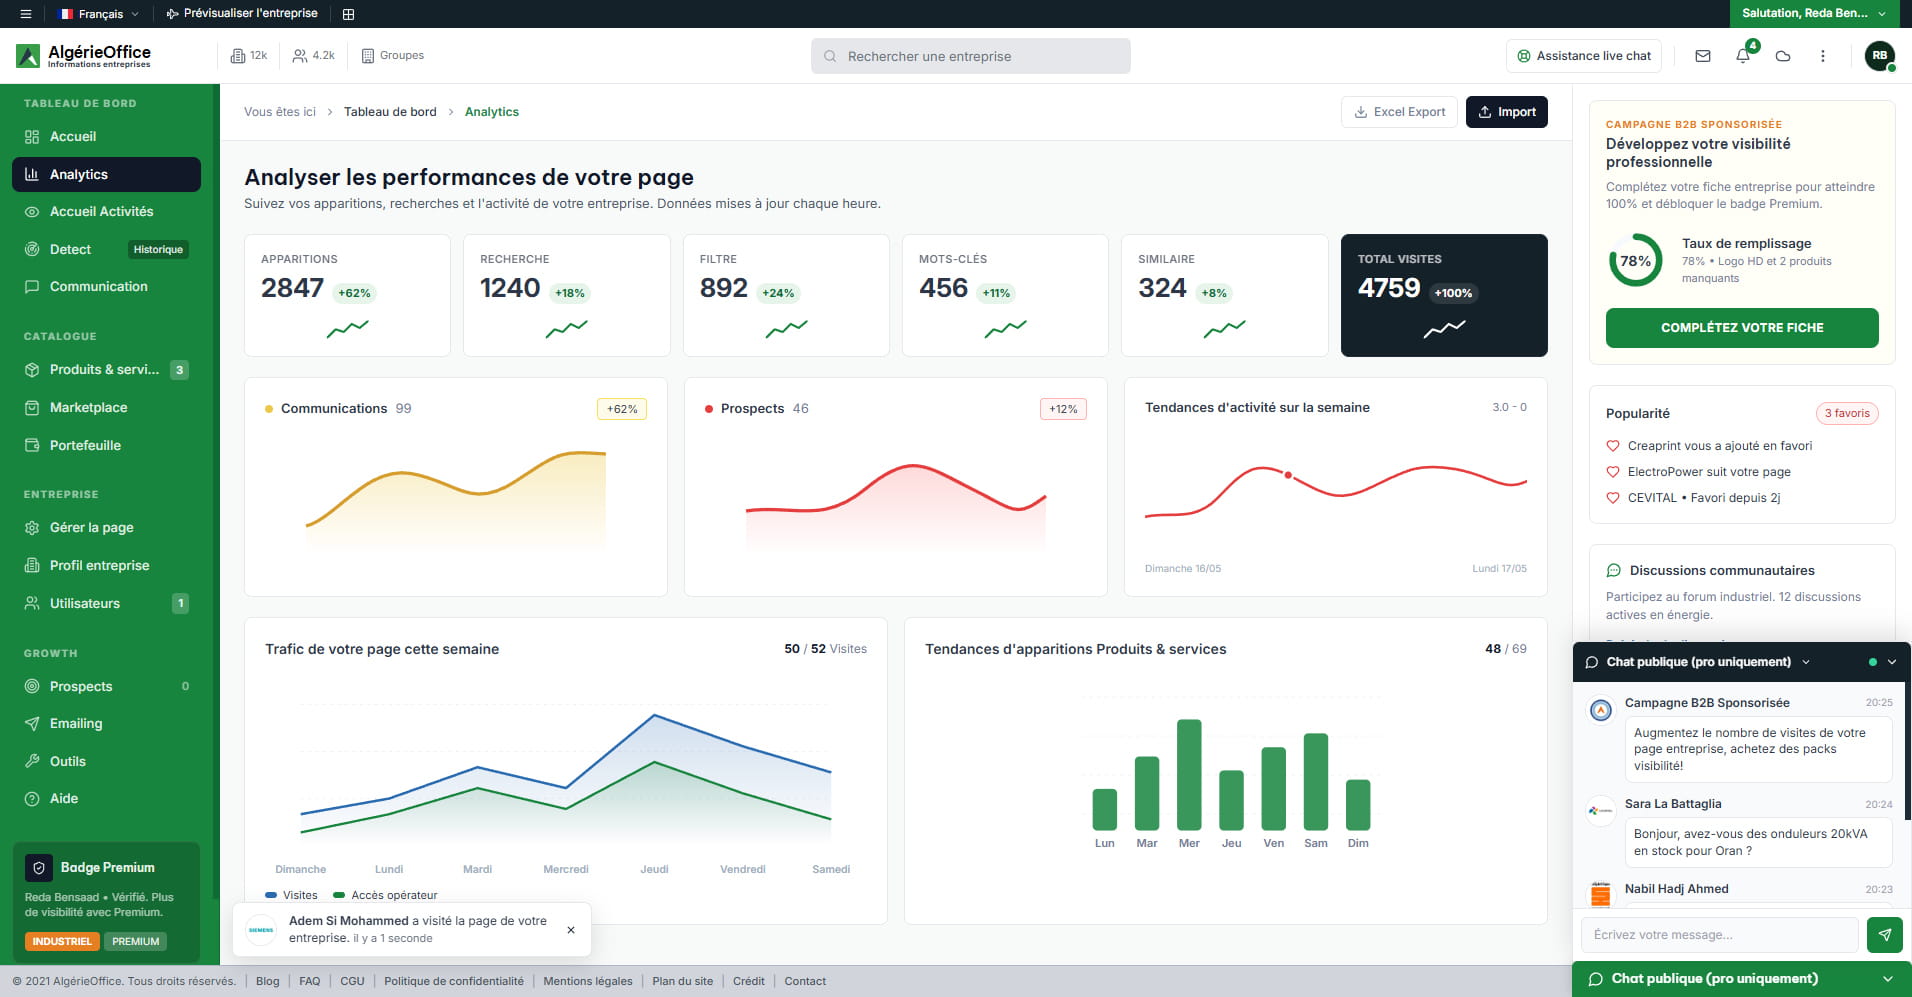 Français
Prévisualiser l'entreprise
Salutation, Reda Ben...
AlgérieOffice
Informations entreprises
12k
4.2k
Groupes
Rechercher une entreprise
Assistance live chat
4
RB
TABLEAU DE BORD
Accueil
Analytics
Accueil Activités
Detect
Historique
Communication
CATALOGUE
Produits & servi...
3
Marketplace
Portefeuille
ENTREPRISE
Gérer la page
Profil entreprise
Utilisateurs
1
GROWTH
Prospects
0
Emailing
Outils
Aide
Badge Premium
Reda Bensaad • Vérifié. Plus
de visibilité avec Premium.
INDUSTRIEL
PREMIUM
Vous êtes ici
Tableau de bord
Analytics
Excel Export
Import
Analyser les performances de votre page
Suivez vos apparitions, recherches et l'activité de votre entreprise. Données mises à jour chaque heure.
APPARITIONS
2847
+62%
RECHERCHE
1240
+18%
FILTRE
892
+24%
MOTS-CLÉS
456
+11%
SIMILAIRE
324
+8%
TOTAL VISITES
4759
+100%
Communications 99
+62%
Prospects 46
+12%
Tendances d'activité sur la semaine
3.0 - 0
Dimanche 16/05
Lundi 17/05
Trafic de votre page cette semaine
50 / 52 Visites
Dimanche
Lundi
Mardi
Mercredi
Jeudi
Vendredi
Samedi
Visites
Accès opérateur
Tendances d'apparitions Produits & services
48 / 69
Lun
Mar
Mer
Jeu
Ven
Sam
Dim
SIEMENS
Adem Si Mohammed a visité la page de votre
entreprise. il y a 1 seconde
CAMPAGNE B2B SPONSORISÉE
Développez votre visibilité
professionnelle
Complétez votre fiche entreprise pour atteindre
100% et débloquer le badge Premium.
78%
Taux de remplissage
78% • Logo HD et 2 produits
manquants
COMPLÉTEZ VOTRE FICHE
Popularité
3 favoris
Creaprint vous a ajouté en favori
ElectroPower suit votre page
CEVITAL • Favori depuis 2j
Discussions communautaires
Participez au forum industriel. 12 discussions
actives en énergie.
Chat publique (pro uniquement)
Campagne B2B Sponsorisée
20:25
Augmentez le nombre de visites de votre
page entreprise, achetez des packs
visibilité!
Sara La Battaglia
20:24
Bonjour, avez-vous des onduleurs 20kVA
en stock pour Oran ?
Nabil Hadj Ahmed
20:23
Écrivez votre message...
Chat publique (pro uniquement)
© 2021 AlgérieOffice. Tous droits réservés.
Blog
FAQ
CGU
Politique de confidentialité
Mentions légales
Plan du site
Crédit
Contact